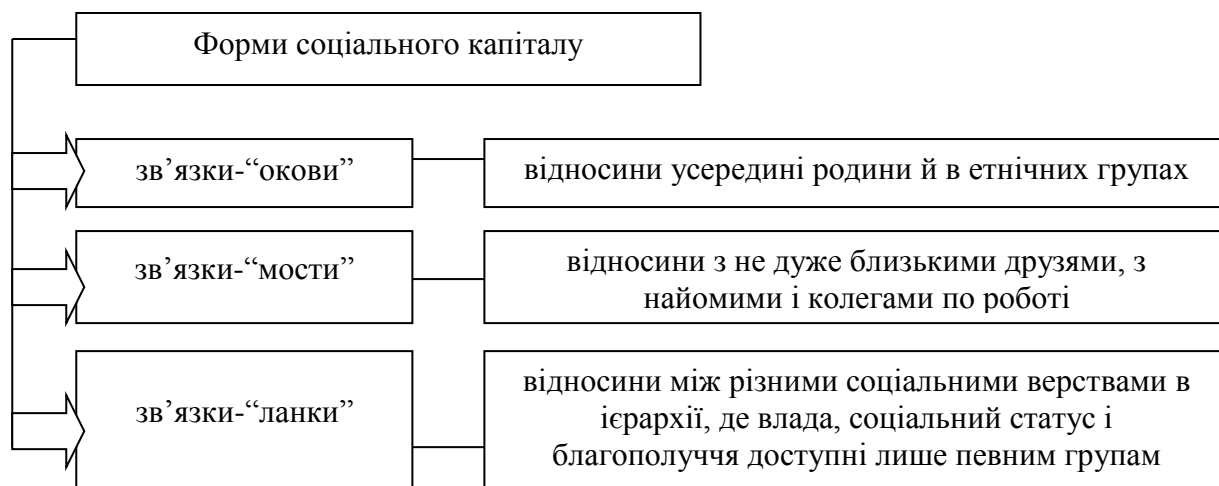 Форми соціального капіталу
зв’язки-“окови”
відносини усередині родини й в етнічних групах
зв’язки-“мости”
відносини з не дуже близькими друзями, з
найомими і колегами по роботі
зв’язки-“ланки”
відносини між різними соціальними верствами в
ієрархії, де влада, соціальний статус і
благополуччя доступні лише певним групам